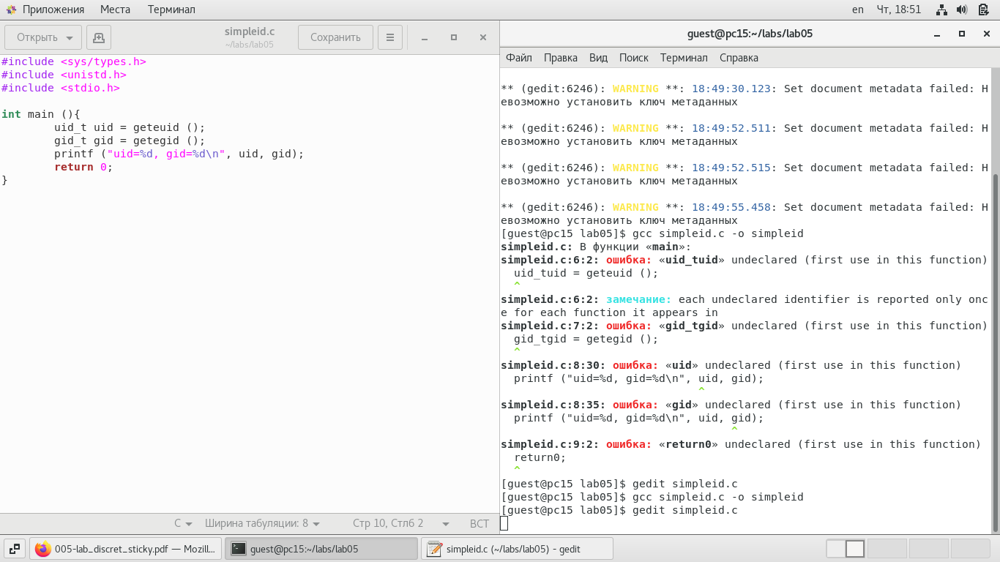 Приложения Места Терминал en Чт, 18:51
Открыть simpleid.c Сохранить
~/labs/lab05
#include <sys/types.h>
#include <unistd.h>
#include <stdio.h>
int main (){
uid_t uid = geteuid ();
gid_t gid = getegid ();
printf ("uid=%d, gid=%d\n", uid, gid);
return 0;
}
C Ширина табуляции: 8 Стр 10, Стлб 2 ВСТ
guest@pc15:~/labs/lab05
Файл Правка Вид Поиск Терминал Справка
** (gedit:6246): WARNING **: 18:49:30.123: Set document metadata failed: Н
евозможно установить ключ метаданных
** (gedit:6246): WARNING **: 18:49:52.511: Set document metadata failed: Н
евозможно установить ключ метаданных
** (gedit:6246): WARNING **: 18:49:52.515: Set document metadata failed: Н
евозможно установить ключ метаданных
** (gedit:6246): WARNING **: 18:49:55.458: Set document metadata failed: Н
евозможно установить ключ метаданных
[guest@pc15 lab05]$ gcc simpleid.c -o simpleid
simpleid.c: В функции «main»:
simpleid.c:6:2: ошибка: «uid_tuid» undeclared (first use in this function)
uid_tuid = geteuid ();
^
simpleid.c:6:2: замечание: each undeclared identifier is reported only onc
e for each function it appears in
simpleid.c:7:2: ошибка: «gid_tgid» undeclared (first use in this function)
gid_tgid = getegid ();
^
simpleid.c:8:30: ошибка: «uid» undeclared (first use in this function)
printf ("uid=%d, gid=%d\n", uid, gid);
^
simpleid.c:8:35: ошибка: «gid» undeclared (first use in this function)
printf ("uid=%d, gid=%d\n", uid, gid);
^
simpleid.c:9:2: ошибка: «return0» undeclared (first use in this function)
return0;
^
[guest@pc15 lab05]$ gedit simpleid.c
[guest@pc15 lab05]$ gcc simpleid.c -o simpleid
[guest@pc15 lab05]$ gedit simpleid.c
005-lab_discret_sticky.pdf — Mozill... guest@pc15:~/labs/lab05 simpleid.c (~/labs/lab05) - gedit